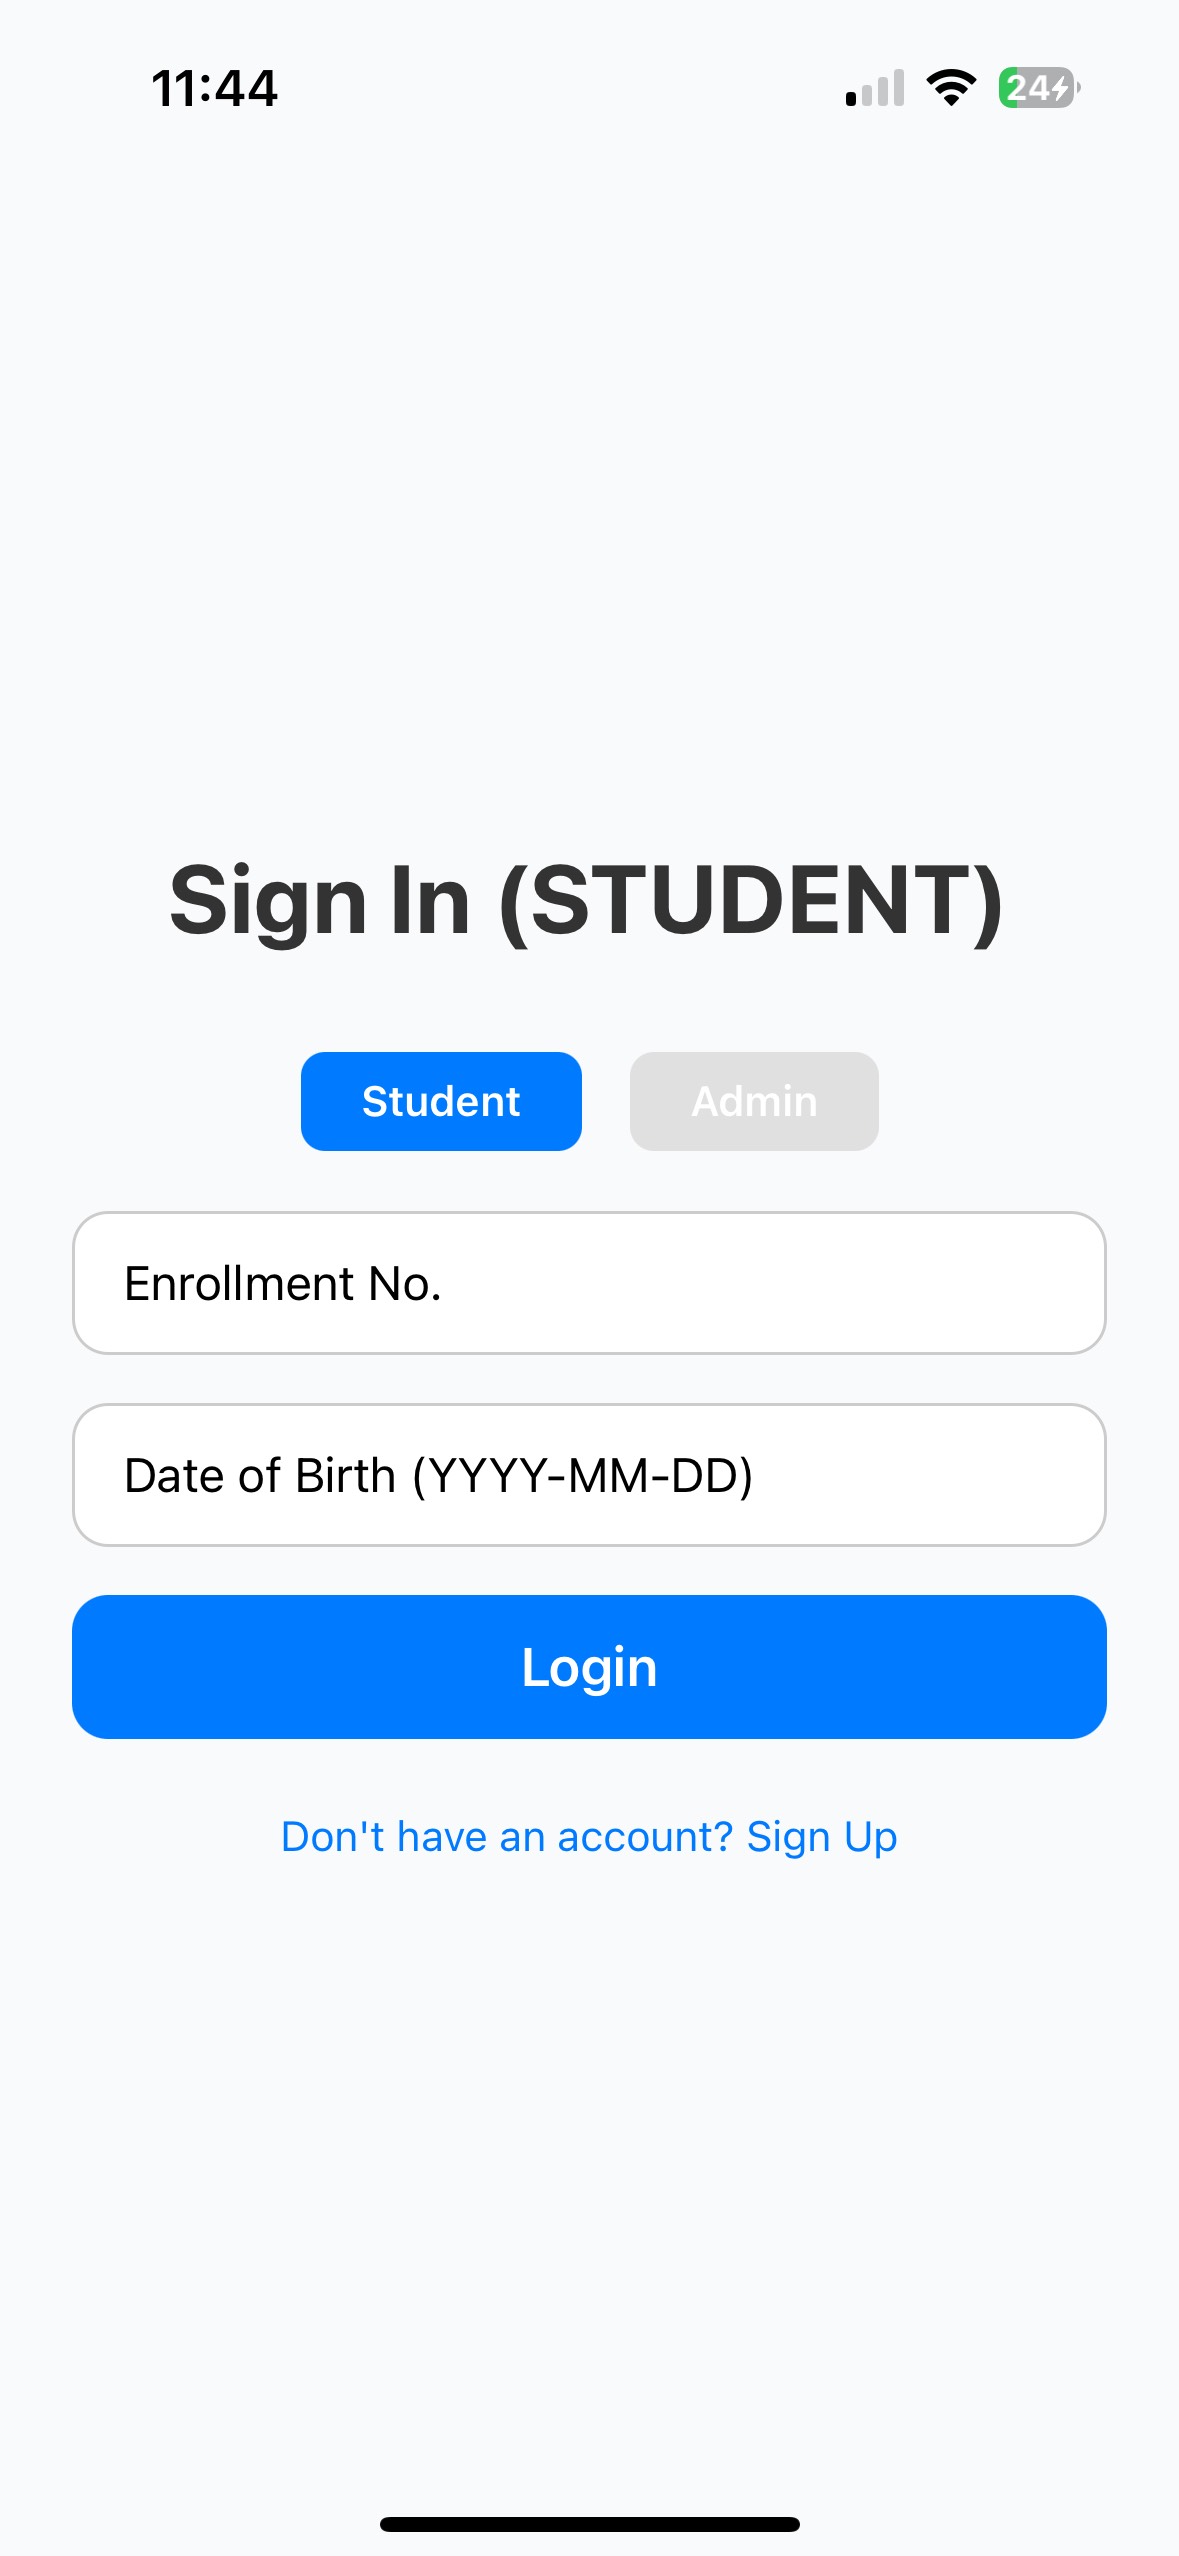 11:44
24
Sign In (STUDENT)
Student
Admin
Enrollment No.
Date of Birth (YYYY-MM-DD)
Login
Don't have an account? Sign Up